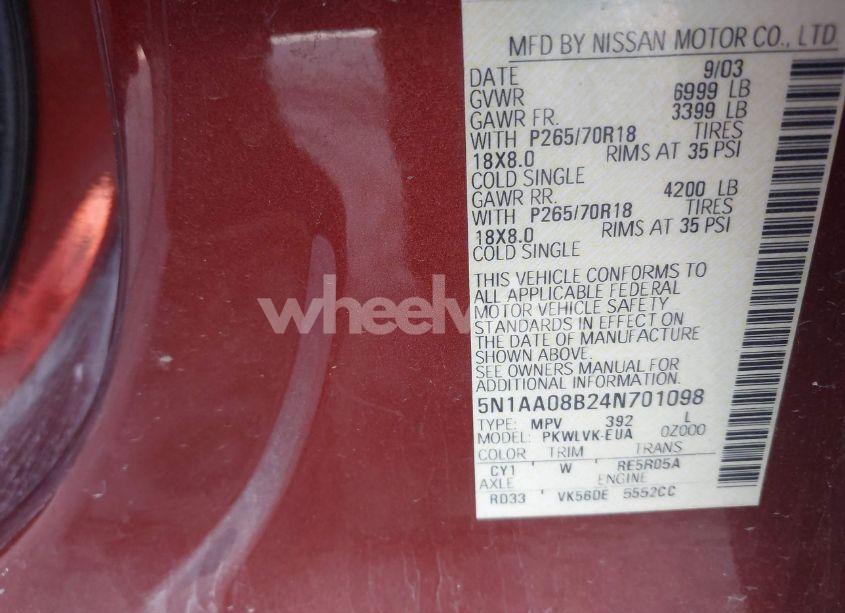 MFD BY NISSAN MOTOR CO., LTD.
DATE 9/03
GVWR 6999 LB
GAWR FR. 3399 LB
WITH P265/70R18 TIRES
18X8.0 RIMS AT 35 PSI
COLD SINGLE
GAWR RR. 4200 LB
WITH P265/70R18 TIRES
18X8.0 RIMS AT 35 PSI
COLD SINGLE
THIS VEHICLE CONFORMS TO
ALL APPLICABLE FEDERAL
MOTOR VEHICLE SAFETY
STANDARDS IN EFFECT ON
THE DATE OF MANUFACTURE
SHOWN ABOVE.
SEE OWNERS MANUAL FOR
ADDITIONAL INFORMATION
5N1AA08B24N701098
TYPE: MPV 392 L
MODEL: PKWLVK-EUA 0Z000
COLOR TRIM TRANS
CY1 W RE5R05A
AXLE ENGINE
RD33 VK56DE 5552CC
wheelv